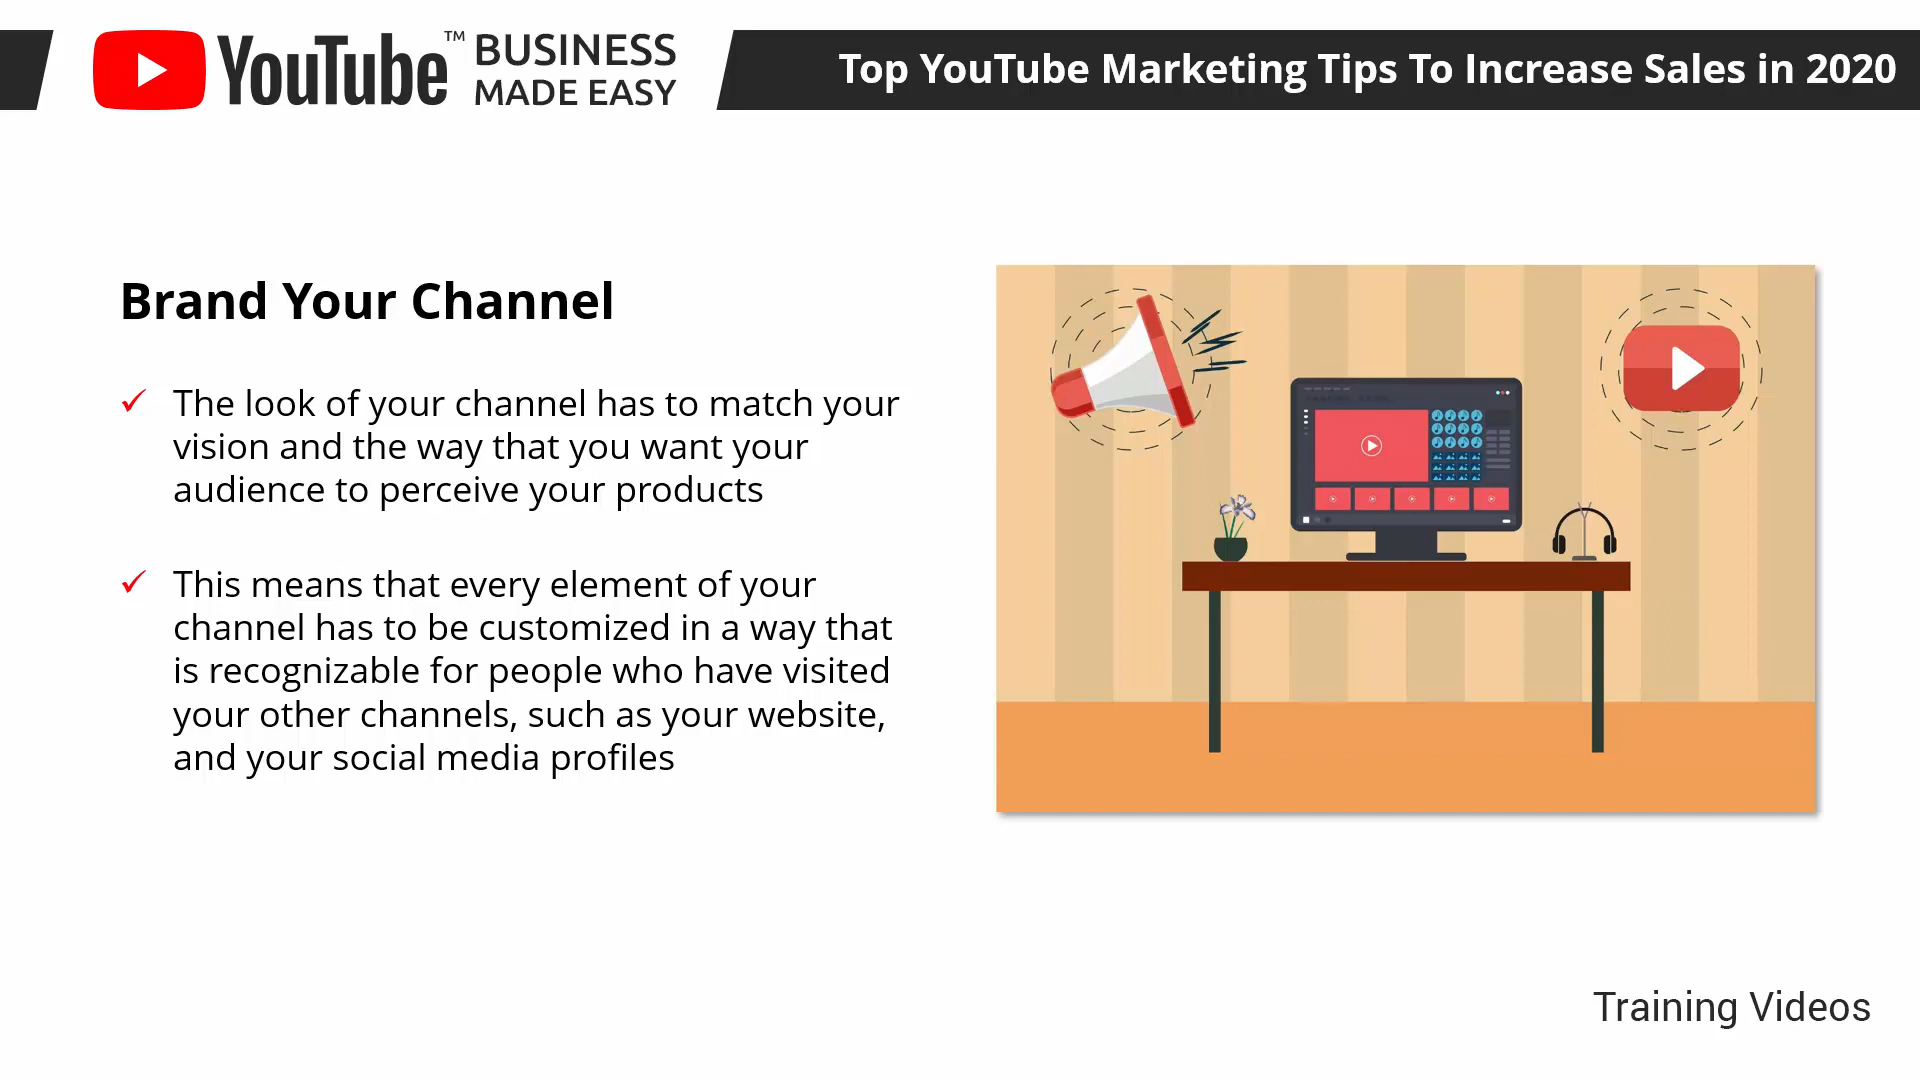 YouTube™ BUSINESS
MADE EASY
Top YouTube Marketing Tips To Increase Sales in 2020
Brand Your Channel
The look of your channel has to match your
vision and the way that you want your
audience to perceive your products
This means that every element of your
channel has to be customized in a way that
is recognizable for people who have visited
your other channels, such as your website,
and your social media profiles
Training Videos